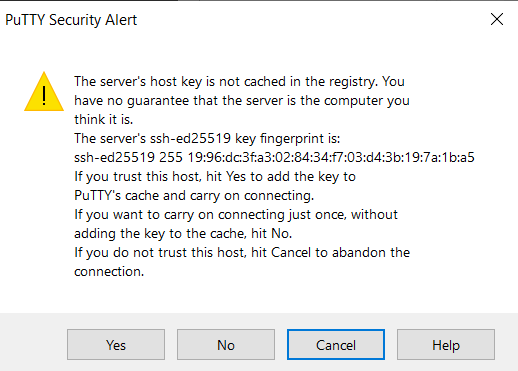 PuTTY Security Alert
The server's host key is not cached in the registry. You
have no guarantee that the server is the computer you
think it is.
The server's ssh-ed25519 key fingerprint is:
ssh-ed25519 255 19:96:dc:3f:a3:02:84:34:f7:03:d4:3b:19:7a:1b:a5
If you trust this host, hit Yes to add the key to
PuTTY's cache and carry on connecting.
If you want to carry on connecting just once, without
adding the key to the cache, hit No.
If you do not trust this host, hit Cancel to abandon the
connection.
Yes No Cancel Help